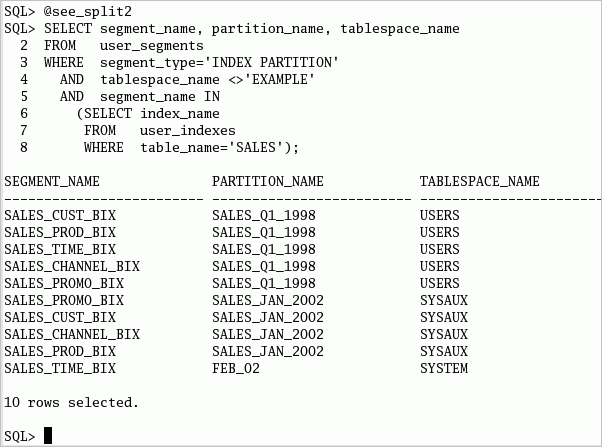 SQL> @see_split2
SQL> SELECT segment_name, partition_name, tablespace_name
  2  FROM   user_segments
  3  WHERE  segment_type='INDEX PARTITION'
  4    AND  tablespace_name <>'EXAMPLE'
  5    AND  segment_name IN
  6      (SELECT index_name
  7       FROM   user_indexes
  8       WHERE  table_name='SALES');

SEGMENT_NAME              PARTITION_NAME            TABLESPACE_NAME
------------------------- ------------------------- -----------------------
SALES_CUST_BIX            SALES_Q1_1998             USERS
SALES_PROD_BIX            SALES_Q1_1998             USERS
SALES_TIME_BIX            SALES_Q1_1998             USERS
SALES_CHANNEL_BIX         SALES_Q1_1998             USERS
SALES_PROMO_BIX           SALES_Q1_1998             USERS
SALES_PROMO_BIX           SALES_JAN_2002            SYSAUX
SALES_CUST_BIX            SALES_JAN_2002            SYSAUX
SALES_CHANNEL_BIX         SALES_JAN_2002            SYSAUX
SALES_PROD_BIX            SALES_JAN_2002            SYSAUX
SALES_TIME_BIX            FEB_02                    SYSTEM

10 rows selected.

SQL>